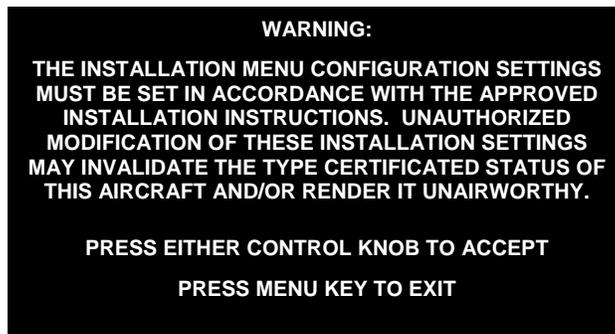 WARNING:
THE INSTALLATION MENU CONFIGURATION SETTINGS
MUST BE SET IN ACCORDANCE WITH THE APPROVED
INSTALLATION INSTRUCTIONS.  UNAUTHORIZED
MODIFICATION OF THESE INSTALLATION SETTINGS
MAY INVALIDATE THE TYPE CERTIFICATED STATUS OF
THIS AIRCRAFT AND/OR RENDER IT UNAIRWORTHY.
PRESS EITHER CONTROL KNOB TO ACCEPT
PRESS MENU KEY TO EXIT